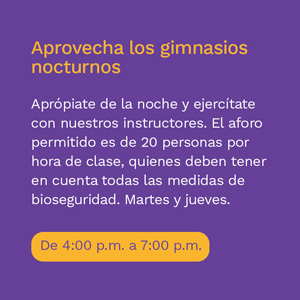 Aprovecha los gimnasios
nocturnos
Aprópiate de la noche y ejercítate
con nuestros instructores. El aforo
permitido es de 20 personas por
hora de clase, quienes deben tener
en cuenta todas las medidas de
bioseguridad. Martes y jueves.
De 4:00 p.m. a 7:00 p.m.